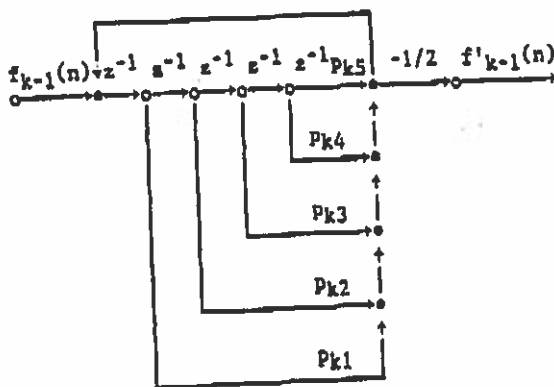 f_{k-1}(n) z^{-1} z^{-1} z^{-1} z^{-1} z^{-1} P_{k5} -1/2 f'_{k-1}(n)
P_{k4}
P_{k3}
P_{k2}
P_{k1}